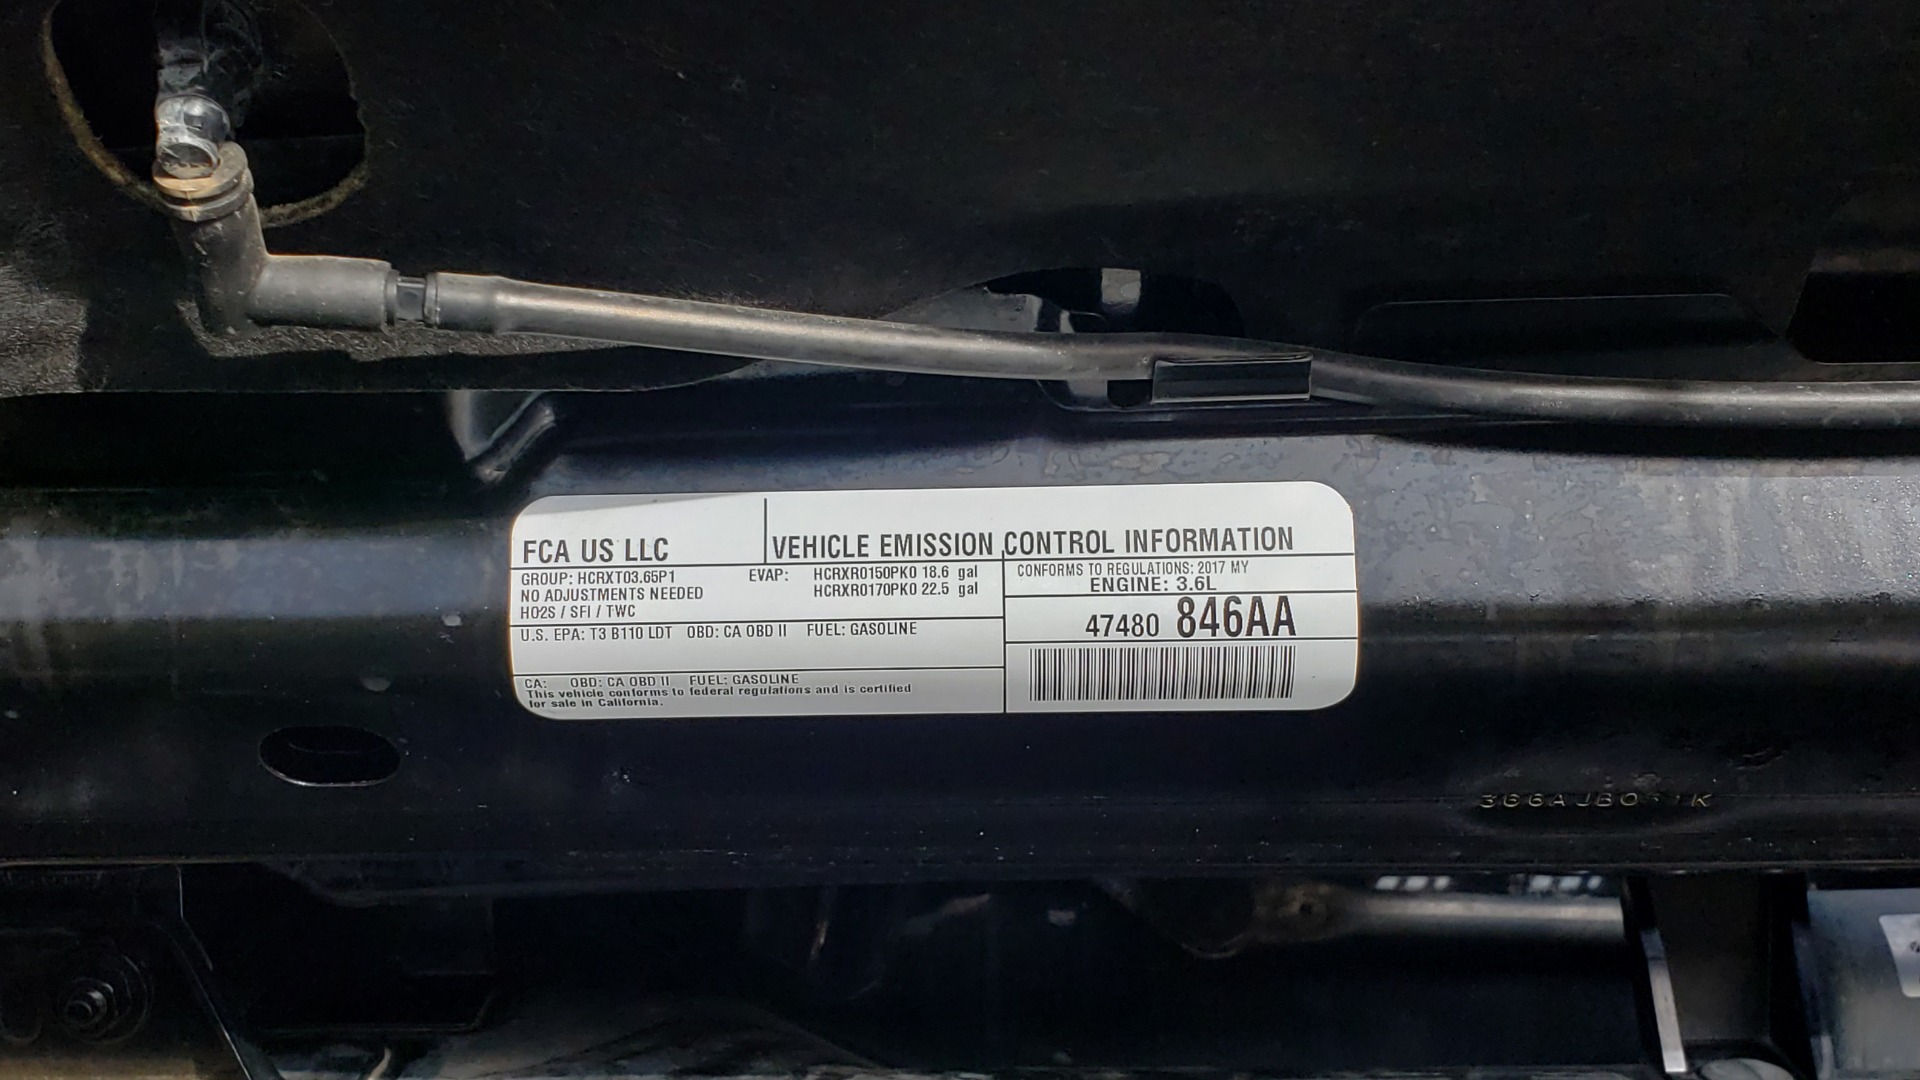 FCA US LLC
VEHICLE EMISSION CONTROL INFORMATION
GROUP: HCRXT03.65P1
NO ADJUSTMENTS NEEDED
HO2S / SFI / TWC
EVAP: HCRXR0150PK0 18.6 gal
HCRXR0170PK0 22.5 gal
CONFORMS TO REGULATIONS: 2017 MY
ENGINE: 3.6L
47480 846AA
U.S. EPA: T3 B110 LDT OBD: CA OBD II FUEL: GASOLINE
CA: OBD: CA OBD II FUEL: GASOLINE
This vehicle conforms to federal regulations and is certified
for sale in California.